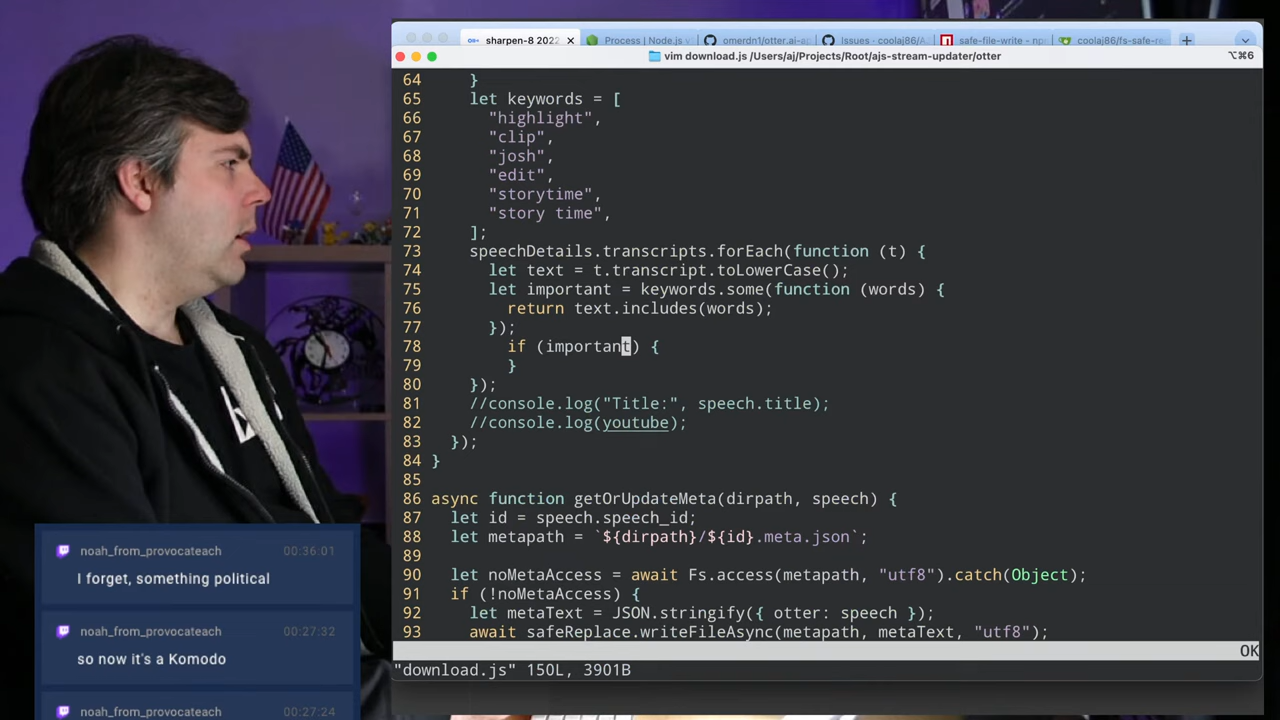 sharpen-8 2022
Process | Node.js v
omerdn1/otter.ai-ap
Issues · coolaj86/A
safe-file-write - npm
coolaj86/fs-safe-re
vim download.js /Users/aj/Projects/Root/ajs-stream-updater/otter
⌥⌘6
64 }
65 let keywords = [
66 "highlight",
67 "clip",
68 "josh",
69 "edit",
70 "storytime",
71 "story time",
72 ];
73 speechDetails.transcripts.forEach(function (t) {
74 let text = t.transcript.toLowerCase();
75 let important = keywords.some(function (words) {
76 return text.includes(words);
77 });
78 if (important) {
79 }
80 });
81 //console.log("Title:", speech.title);
82 //console.log(youtube);
83 });
84 }
85
86 async function getOrUpdateMeta(dirpath, speech) {
87 let id = speech.speech_id;
88 let metapath = `${dirpath}/${id}.meta.json`;
89
90 let noMetaAccess = await Fs.access(metapath, "utf8").catch(Object);
91 if (!noMetaAccess) {
92 let metaText = JSON.stringify({ otter: speech });
93 await safeReplace.writeFileAsync(metapath, metaText, "utf8");
OK
"download.js" 150L, 3901B
noah_from_provocateach 00:36:01
I forget, something political
noah_from_provocateach 00:27:32
so now it's a Komodo
noah_from_provocateach 00:27:24